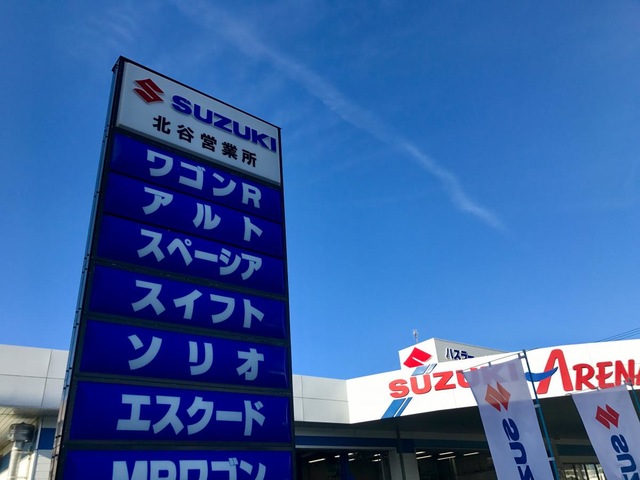 SUZUKI
北谷営業所
ワゴンR
アルト
スペーシア
スイフト
ソリオ
エスクード
MRワゴン
ハスラー
SUZUKI ARENA
SUZUKI
SUZUKI